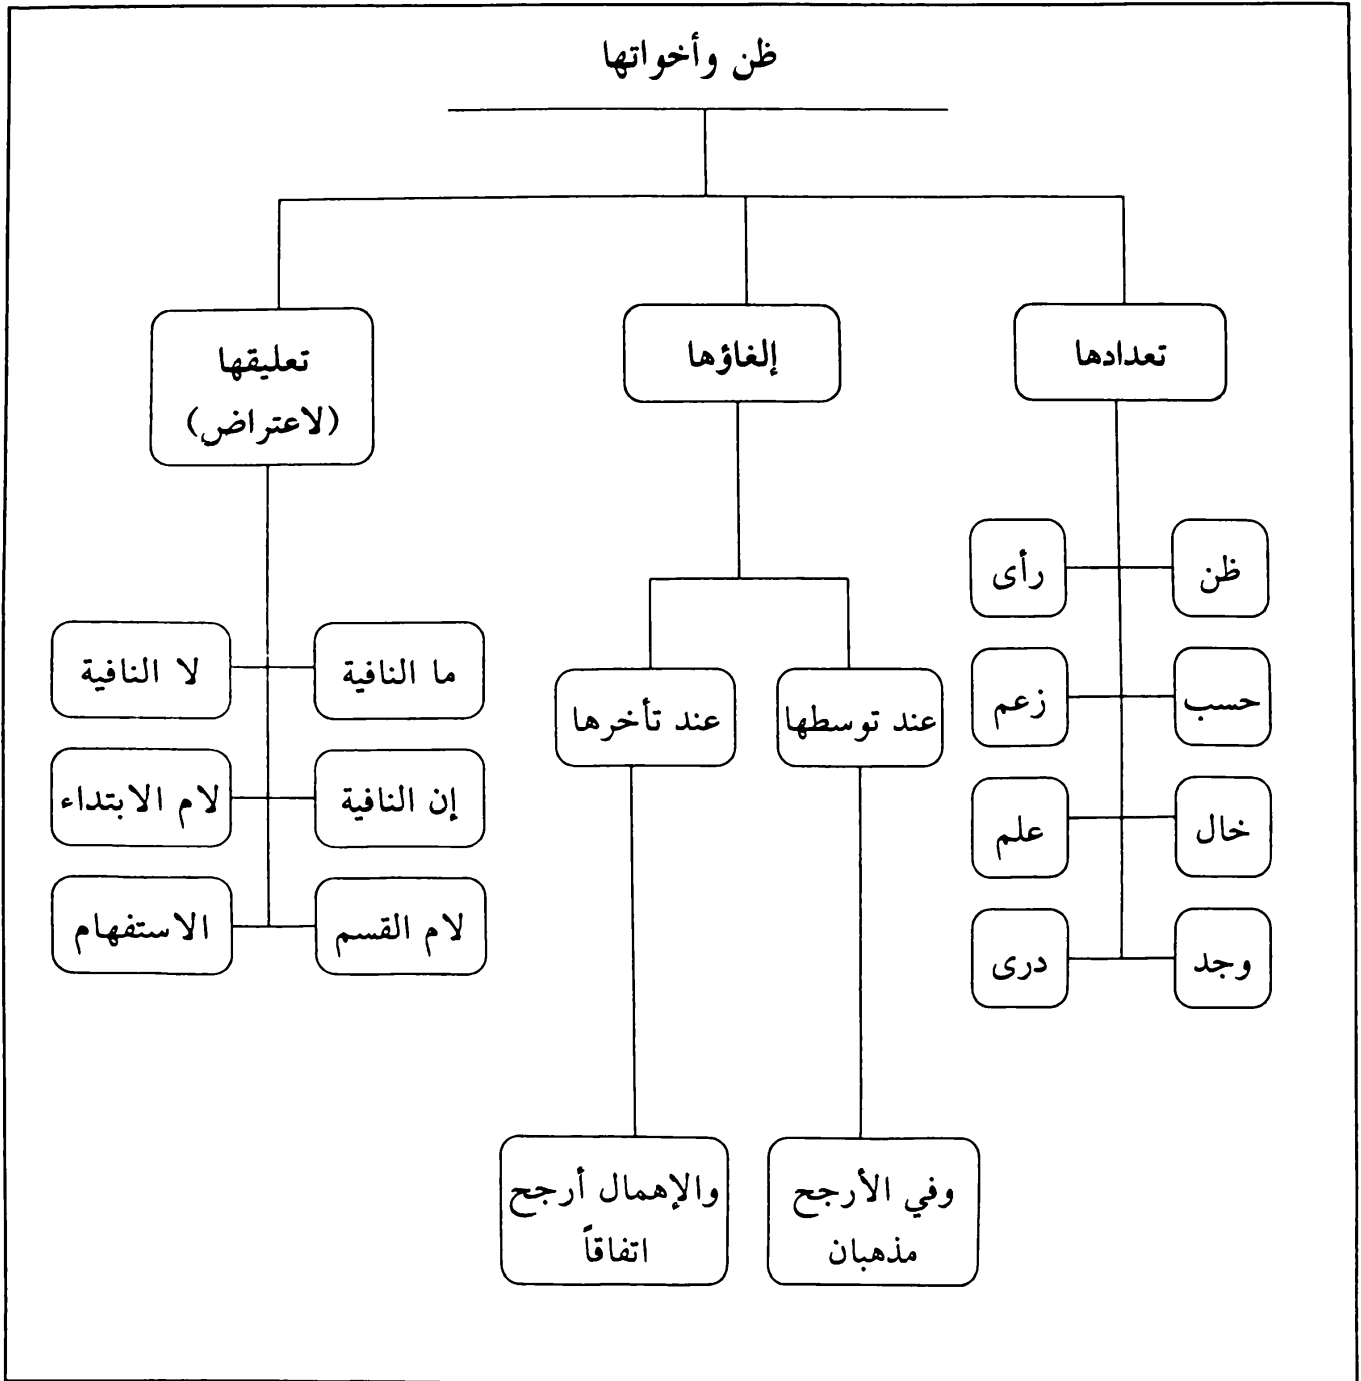 ظن وأخواتها
تعدادها
ظن
رأى
حسب
زعم
خال
علم
وجد
درى
إلغاؤها
عند توسطها
وفي الأرجح
مذهبان
عند تأخرها
والإهمال أرجح
اتفاقاً
تعليقها
(لاعتراض)
ما النافية
لا النافية
إن النافية
لام الابتداء
لام القسم
الاستفهام